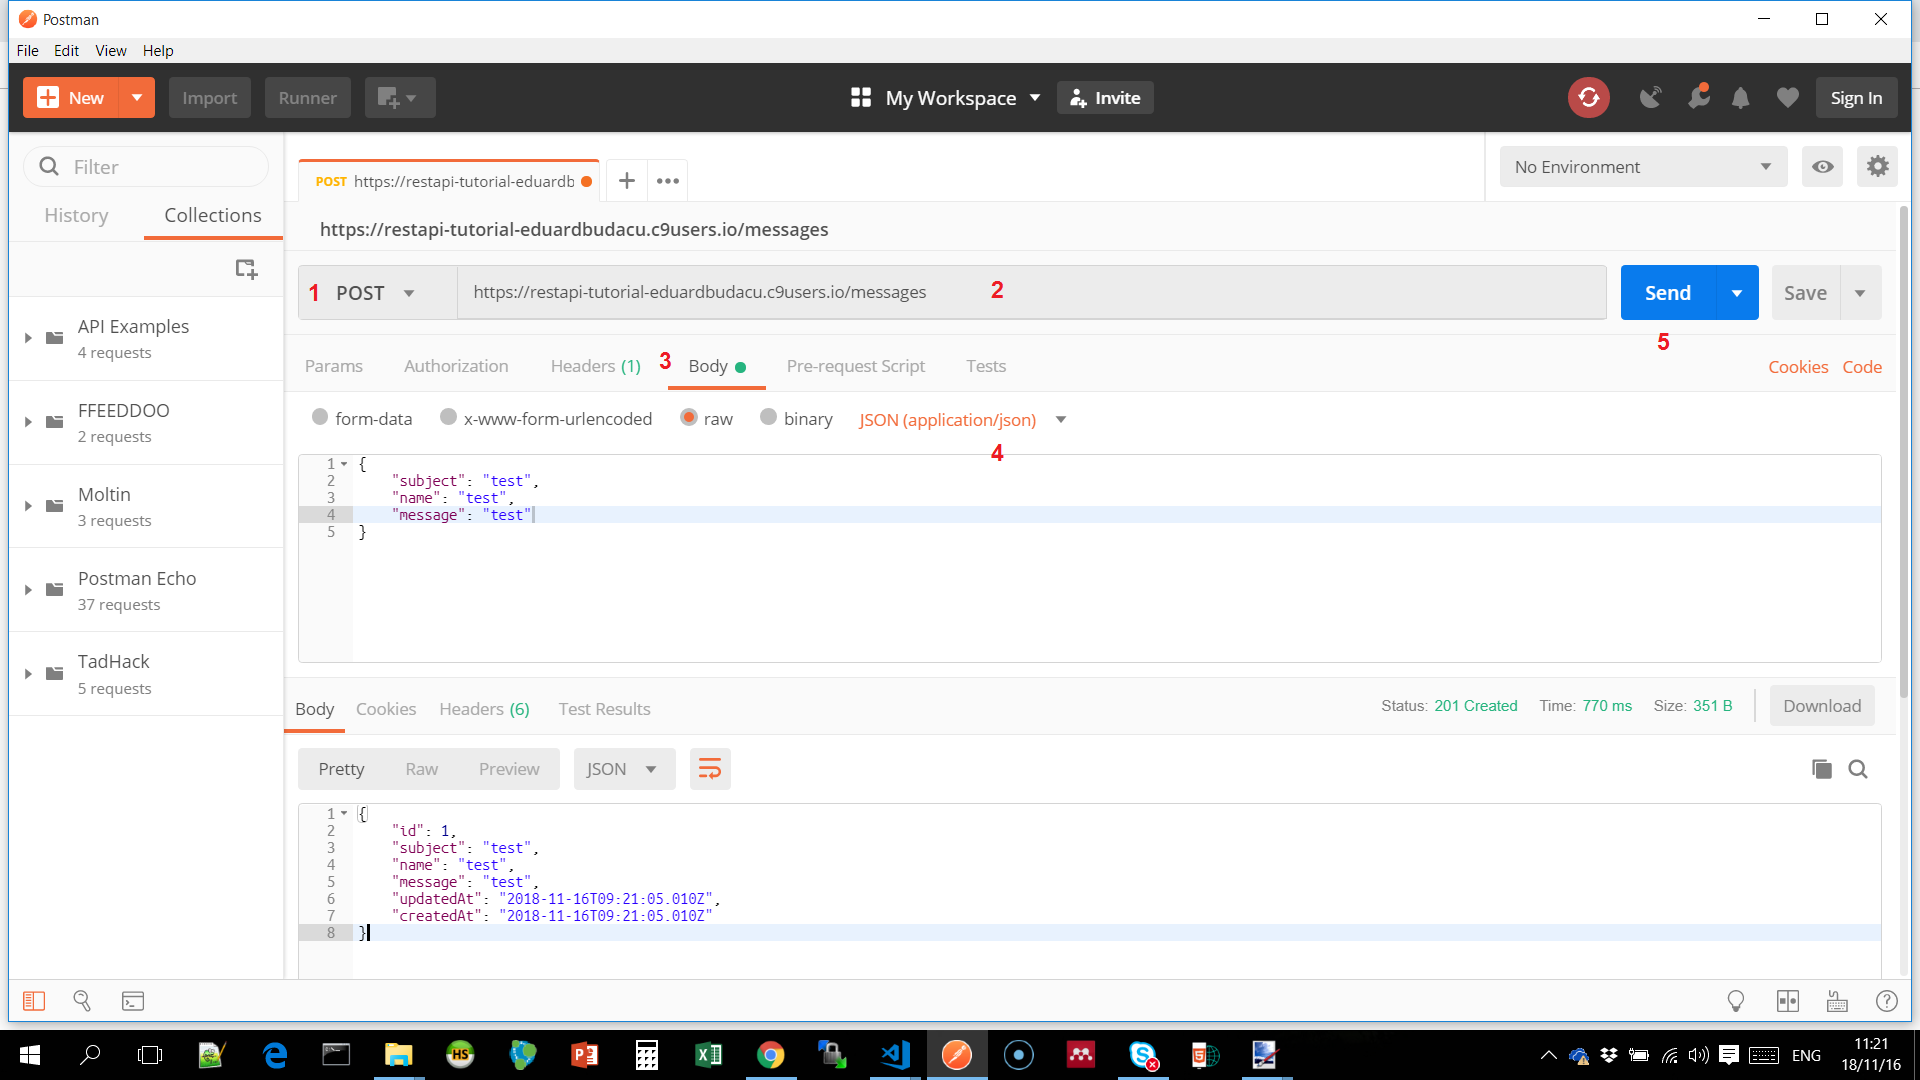 Postman
File Edit View Help
New Import Runner My Workspace Invite Sign In
Filter
History Collections
API Examples
4 requests
FFEEDDOO
2 requests
Moltin
3 requests
Postman Echo
37 requests
TadHack
5 requests
POST https://restapi-tutorial-eduardb
No Environment
https://restapi-tutorial-eduardbudacu.c9users.io/messages
1 POST https://restapi-tutorial-eduardbudacu.c9users.io/messages 2 Send Save
5
Params Authorization Headers (1) 3 Body Pre-request Script Tests Cookies Code
form-data x-www-form-urlencoded raw binary JSON (application/json)
4
1 {
2 "subject": "test",
3 "name": "test",
4 "message": "test"
5 }
Body Cookies Headers (6) Test Results Status: 201 Created Time: 770 ms Size: 351 B Download
Pretty Raw Preview JSON
1 {
2 "id": 1,
3 "subject": "test",
4 "name": "test",
5 "message": "test",
6 "updatedAt": "2018-11-16T09:21:05.010Z",
7 "createdAt": "2018-11-16T09:21:05.010Z"
8 }
HS
ENG
11:21
18/11/16